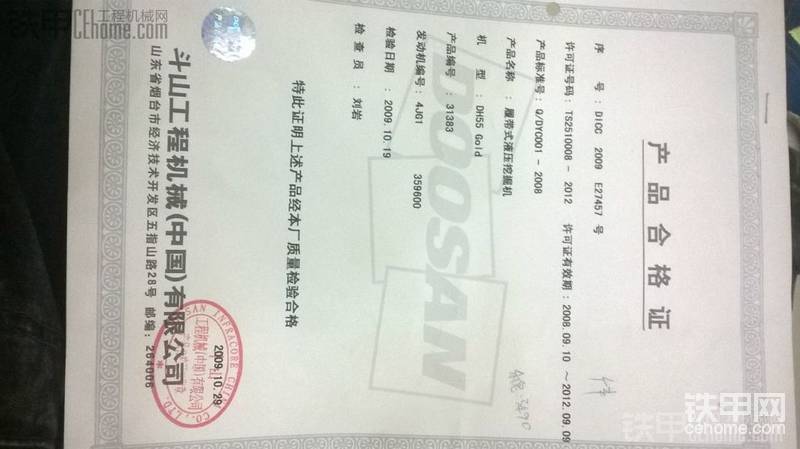 产品合格证
序 号: DICC 2009 E27457 号
许可证号码: TS2510008 - 2012 许可证有效期: 2008.09.10 ～ 2012.09.09
产品标准号: Q/DYCD01 - 2008
产品名称: 履带式液压挖掘机
机 型: DH55 Gold
产品编号: 31383
发动机编号: 4JG1 359600
检验日期: 2009.10.19
检 查 员: 刘岩
特此证明上述产品经本厂质量检验合格
DOOSAN
2009.10.29
斗山工程机械(中国)有限公司
山东省烟台市经济技术开发区五指山路28号 邮编: 264006
铁甲 工程机械网
CEhome.com
铁甲网
cehome.com